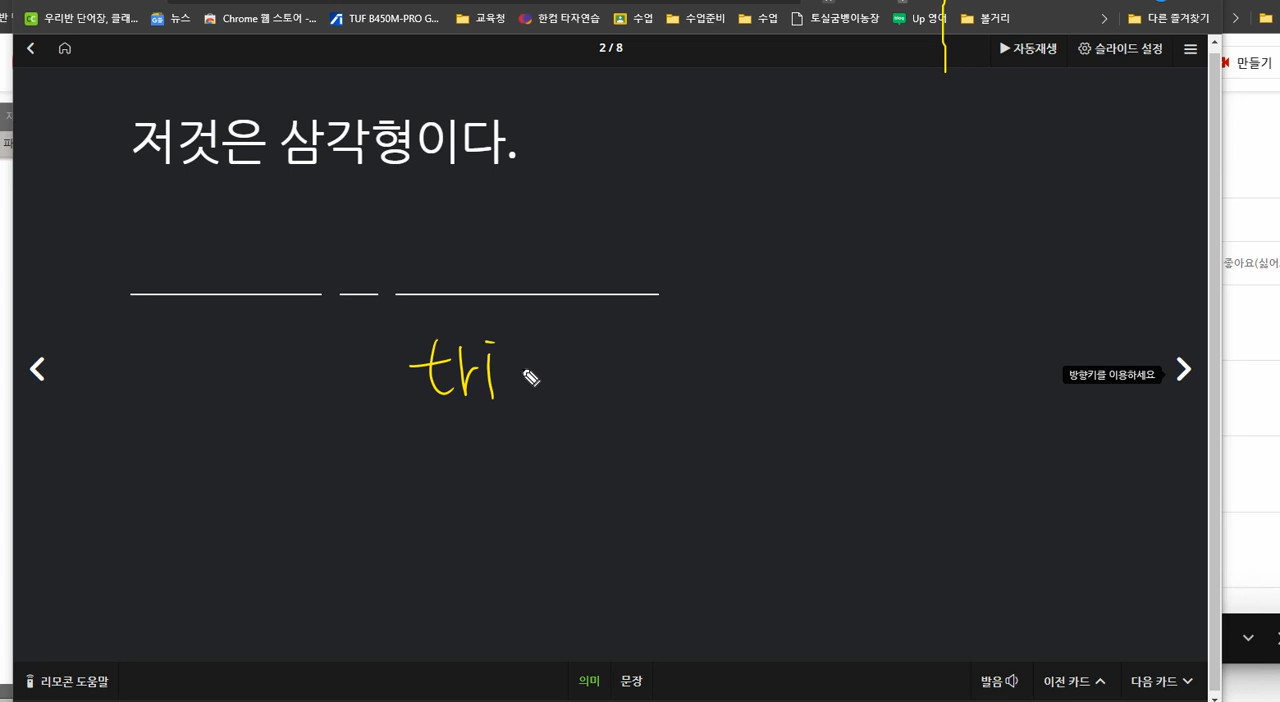 우리반 단어장, 클래... 뉴스 Chrome 웹 스토어 -... TUF B450M-PRO G... 교육청 한컴 타자연습 수업 수업준비 수업 토실금뱅이농장 Up 영어 볼거리 다른 즐겨찾기
2 / 8 자동재생 슬라이드 설정
만들기
저것은 삼각형이다.
좋아요(싫어
tri
방향키를 이용하세요
리모콘 도움말 의미 문장 발음 이전 카드 다음 카드